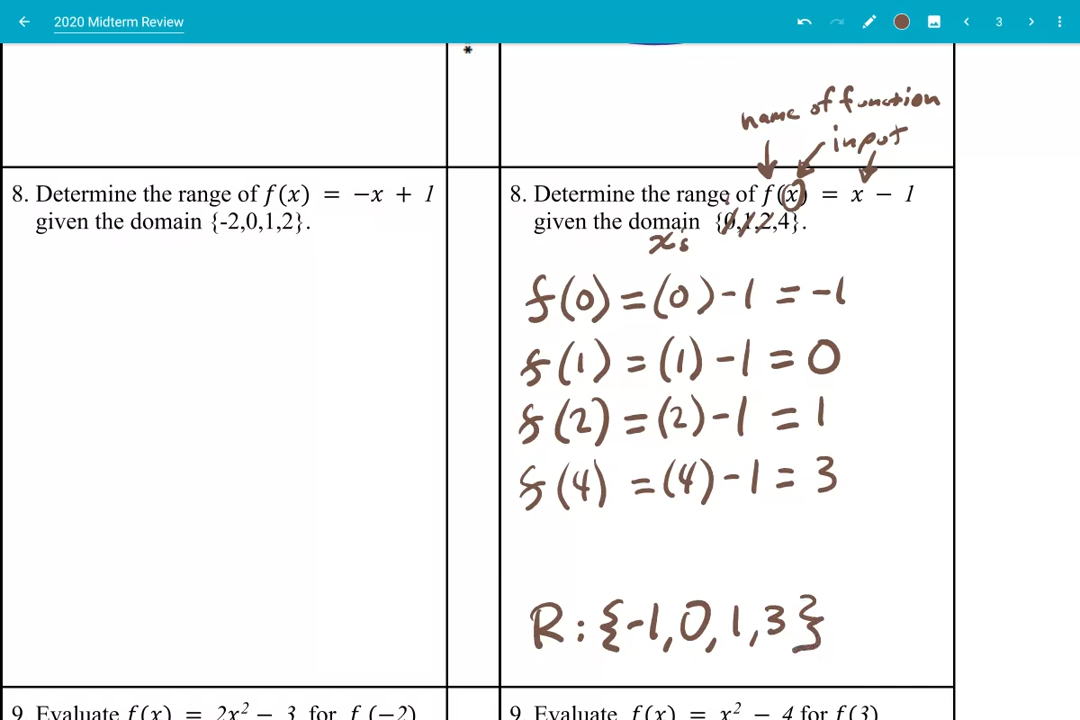 2020 Midterm Review
3
*
name of function
input
8. Determine the range of f(x) = −x + 1
given the domain {-2,0,1,2}.
8. Determine the range of f(x) = x − 1
given the domain {0,1,2,4}.
x's
f(0) = (0) - 1 = -1
f(1) = (1) - 1 = 0
f(2) = (2) - 1 = 1
f(4) = (4) - 1 = 3
R: {-1, 0, 1, 3}
9. Evaluate f(x) = 2x² − 3 for f(−2)
9. Evaluate f(x) = x² − 4 for f(3)